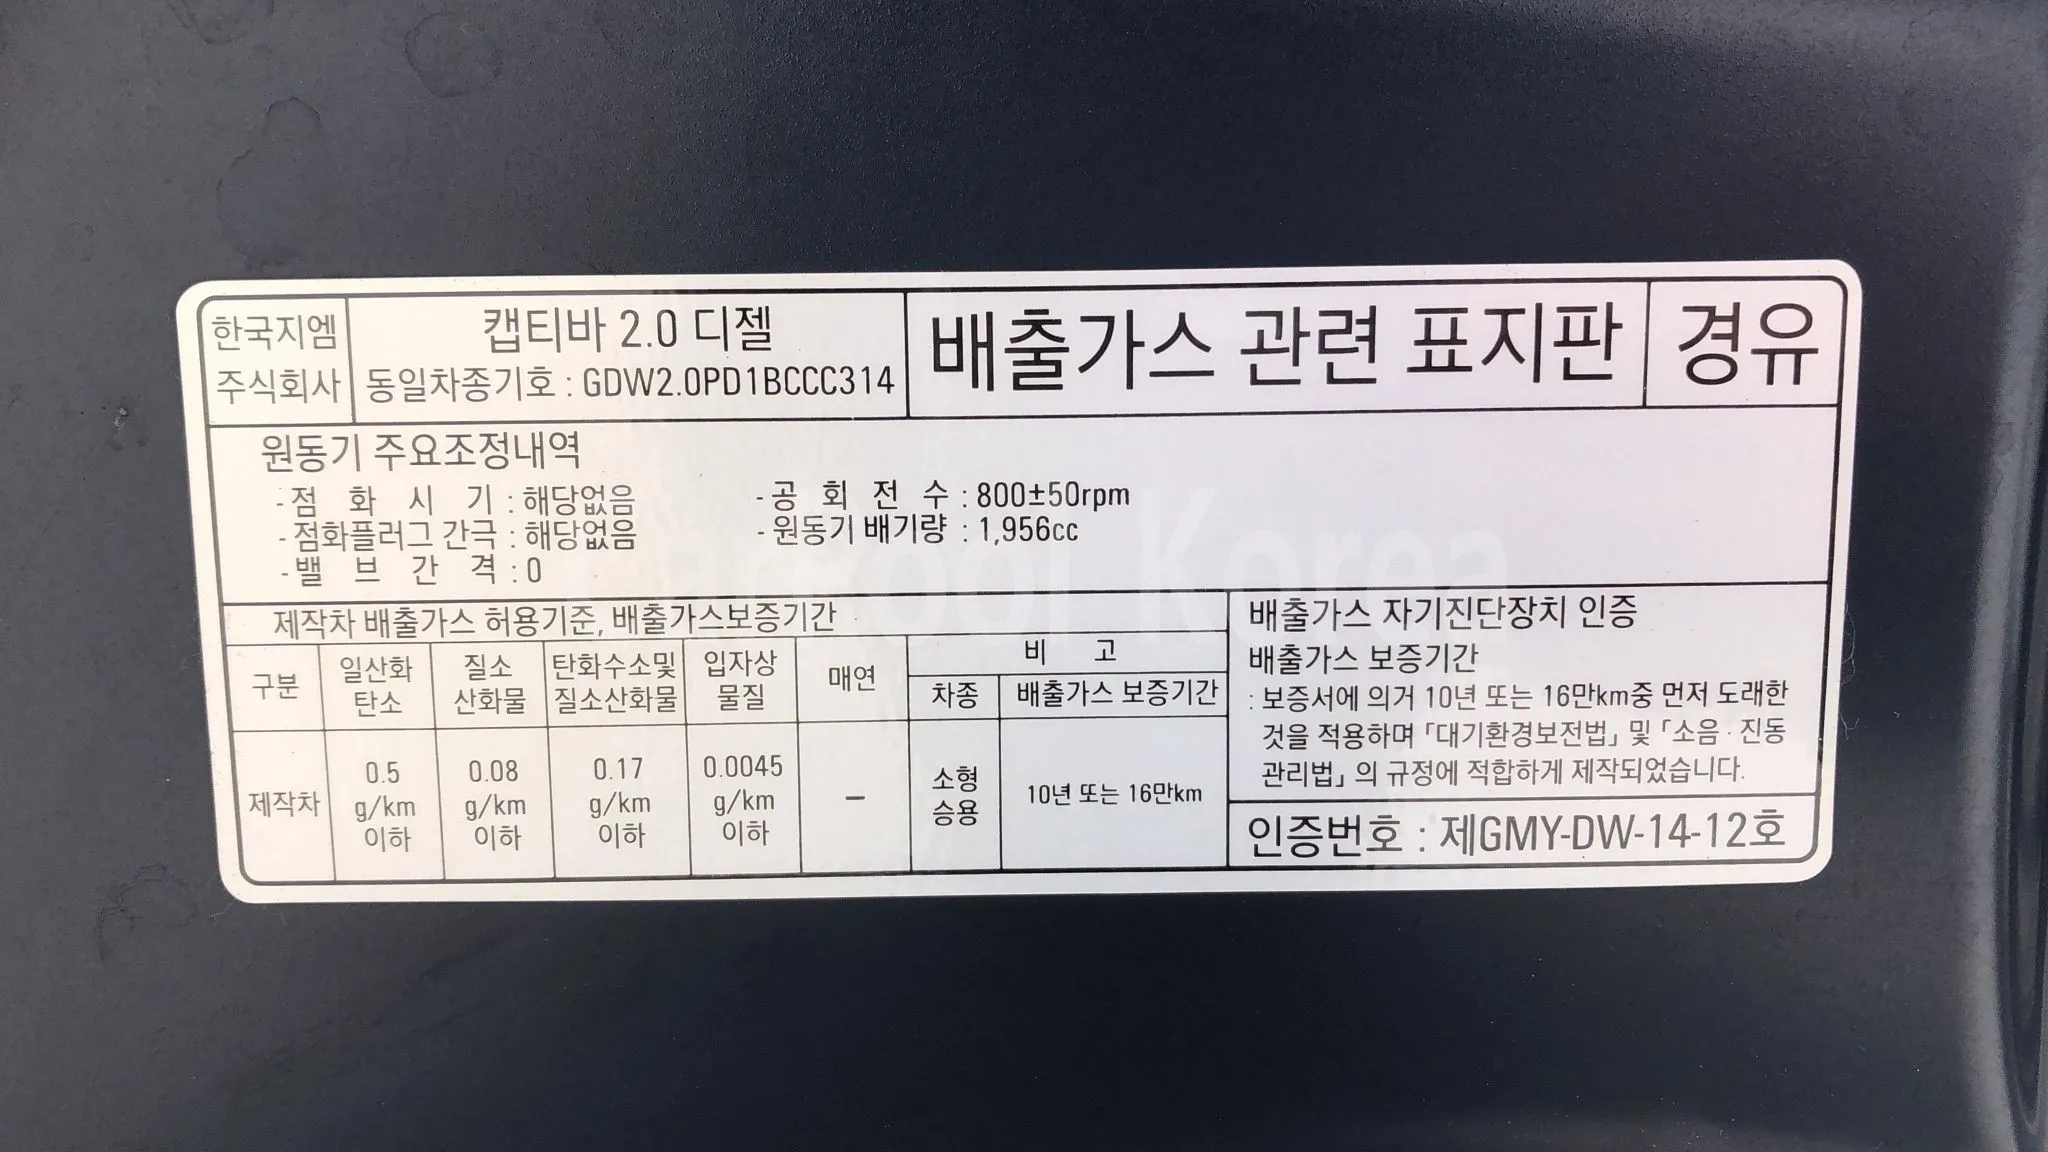 한국지엠
주식회사
캡티바 2.0 디젤
동일차종기호 : GDW2.0PD1BCCC314
배출가스 관련 표지판
경유
원동기 주요조정내역
- 점 화 시 기 : 해당없음
- 점화플러그 간극 : 해당없음
- 밸 브 간 격 : 0
- 공 회 전 수 : 800±50rpm
- 원동기 배기량 : 1,956cc
제작차 배출가스 허용기준, 배출가스보증기간
구분
일산화
탄소
질소
산화물
탄화수소및
질소산화물
입자상
물질
매연
비 고
차종
배출가스 보증기간
제작차
0.5
g/km
이하
0.08
g/km
이하
0.17
g/km
이하
0.0045
g/km
이하
–
소형
승용
10년 또는 16만km
배출가스 자기진단장치 인증
배출가스 보증기간
: 보증서에 의거 10년 또는 16만km중 먼저 도래한
것을 적용하며 「대기환경보전법」 및 「소음 · 진동
관리법」 의 규정에 적합하게 제작되었습니다.
인증번호 : 제GMY-DW-14-12호
Korea